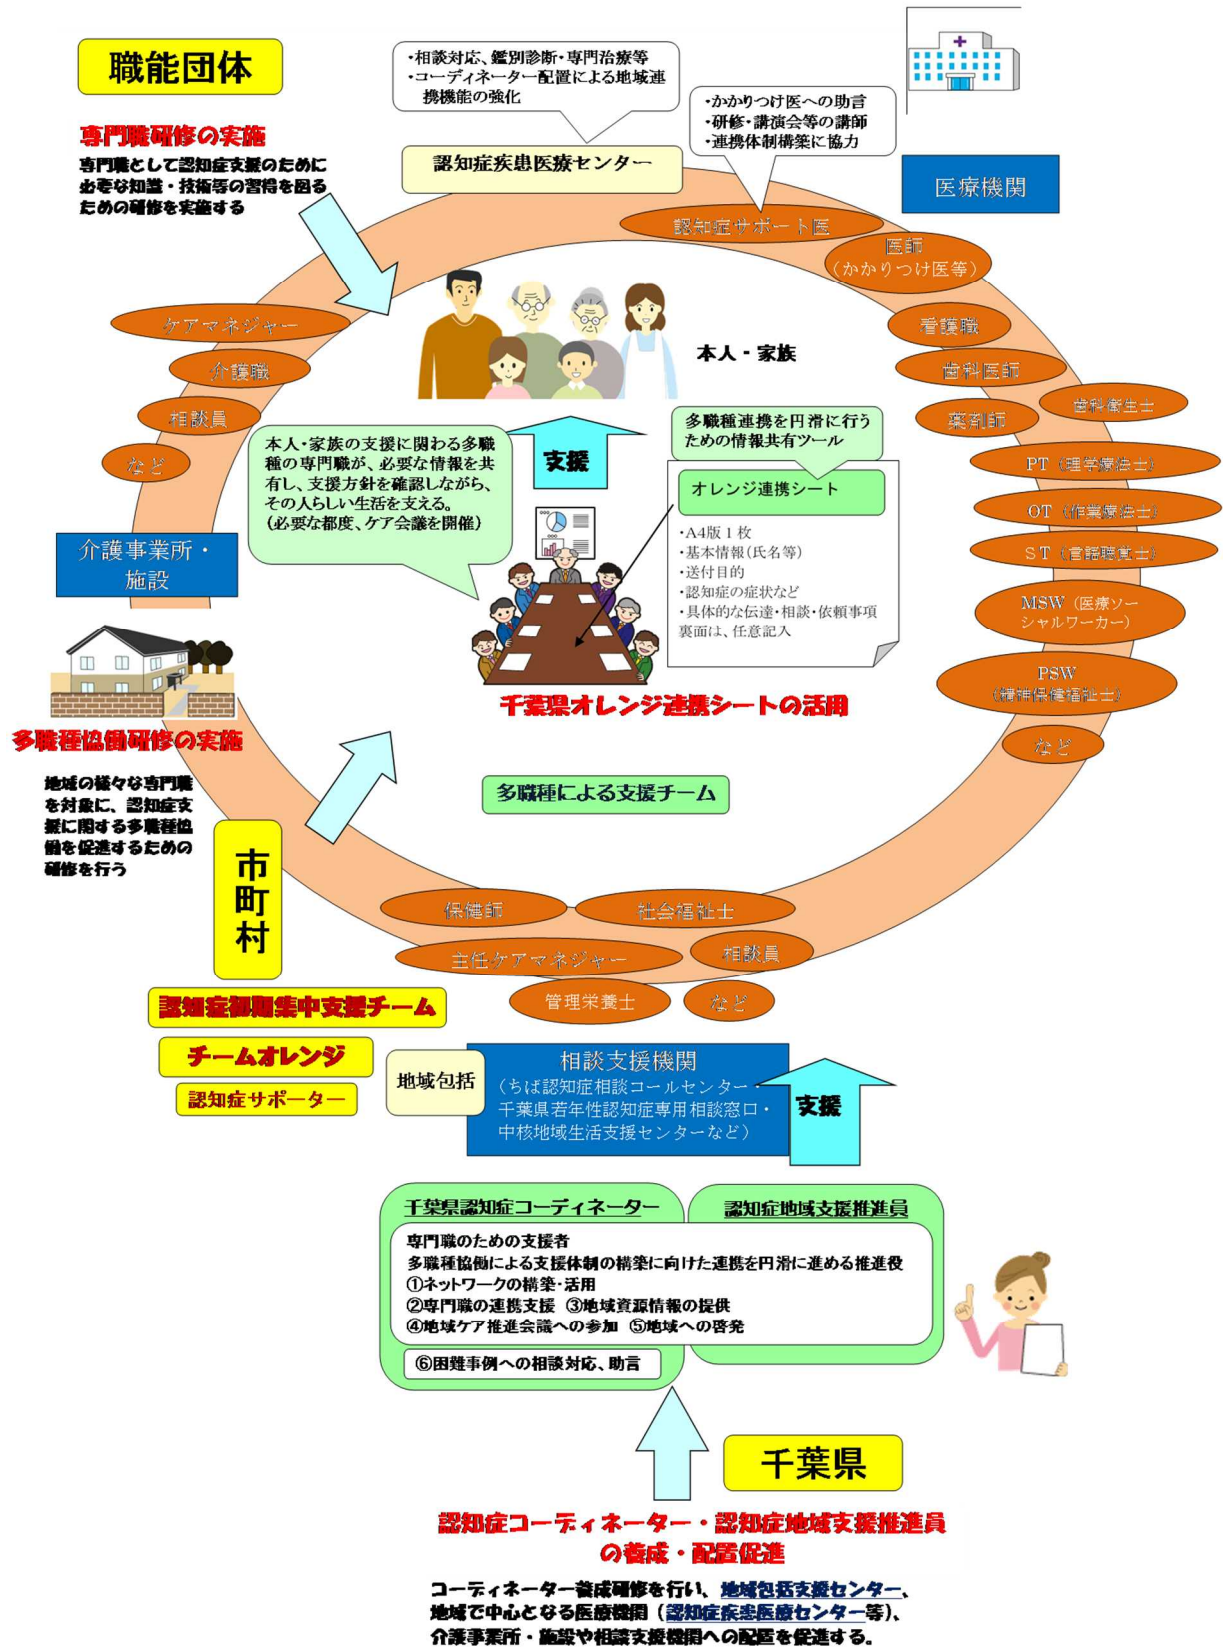 職能団体
専門職研修の実施
専門職として認知症支援のために
必要な知識・技術等の習得を図る
ための研修を実施する
・相談対応、鑑別診断・専門治療等
・コーディネーター配置による地域連
携機能の強化
・かかりつけ医への助言
・研修・講演会等の講師
・連携体制構築に協力
認知症疾患医療センター
医療機関
認知症サポート医
医師
(かかりつけ医等)
看護職
歯科医師
歯科衛生士
薬剤師
PT（理学療法士）
OT（作業療法士）
ST（言語聴覚士）
MSW（医療ソー
シャルワーカー）
PSW
（精神保健福祉士）
など
ケアマネジャー
介護職
相談員
など
介護事業所・
施設
本人・家族
支援
本人・家族の支援に関わる多職
種の専門職が、必要な情報を共
有し、支援方針を確認しながら、
その人らしい生活を支える。
(必要な都度、ケア会議を開催)
多職種連携を円滑に行う
ための情報共有ツール
オレンジ連携シート
・A4版１枚
・基本情報(氏名等)
・送付目的
・認知症の症状など
・具体的な伝達・相談・依頼事項
裏面は、任意記入
千葉県オレンジ連携シートの活用
多職種協働研修の実施
地域の様々な専門職
を対象に、認知症支
援に関する多職種協
働を促進するための
研修を行う
多職種による支援チーム
市町村
保健師
社会福祉士
主任ケアマネジャー
相談員
管理栄養士
など
認知症初期集中支援チーム
チームオレンジ
認知症サポーター
地域包括
相談支援機関
（ちば認知症相談コールセンター・
千葉県若年性認知症専用相談窓口・
中核地域生活支援センターなど）
支援
千葉県認知症コーディネーター
認知症地域支援推進員
専門職のための支援者
多職種協働による支援体制の構築に向けた連携を円滑に進める推進役
①ネットワークの構築・活用
②専門職の連携支援 ③地域資源情報の提供
④地域ケア推進会議への参加 ⑤地域への啓発
⑥困難事例への相談対応、助言
千葉県
認知症コーディネーター・認知症地域支援推進員
の養成・配置促進
コーディネーター養成研修を行い、地域包括支援センター、
地域で中心となる医療機関（認知症疾患医療センター等）、
介護事業所・施設や相談支援機関への配置を促進する。